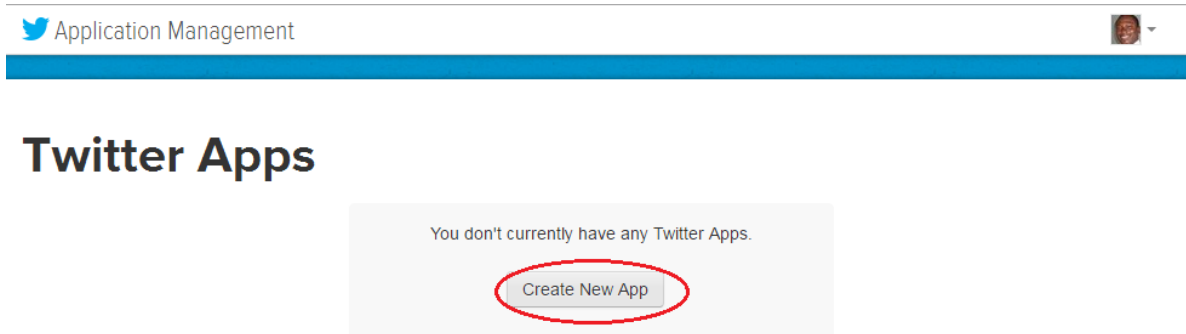 Application Management
Twitter Apps
You don't currently have any Twitter Apps.
Create New App